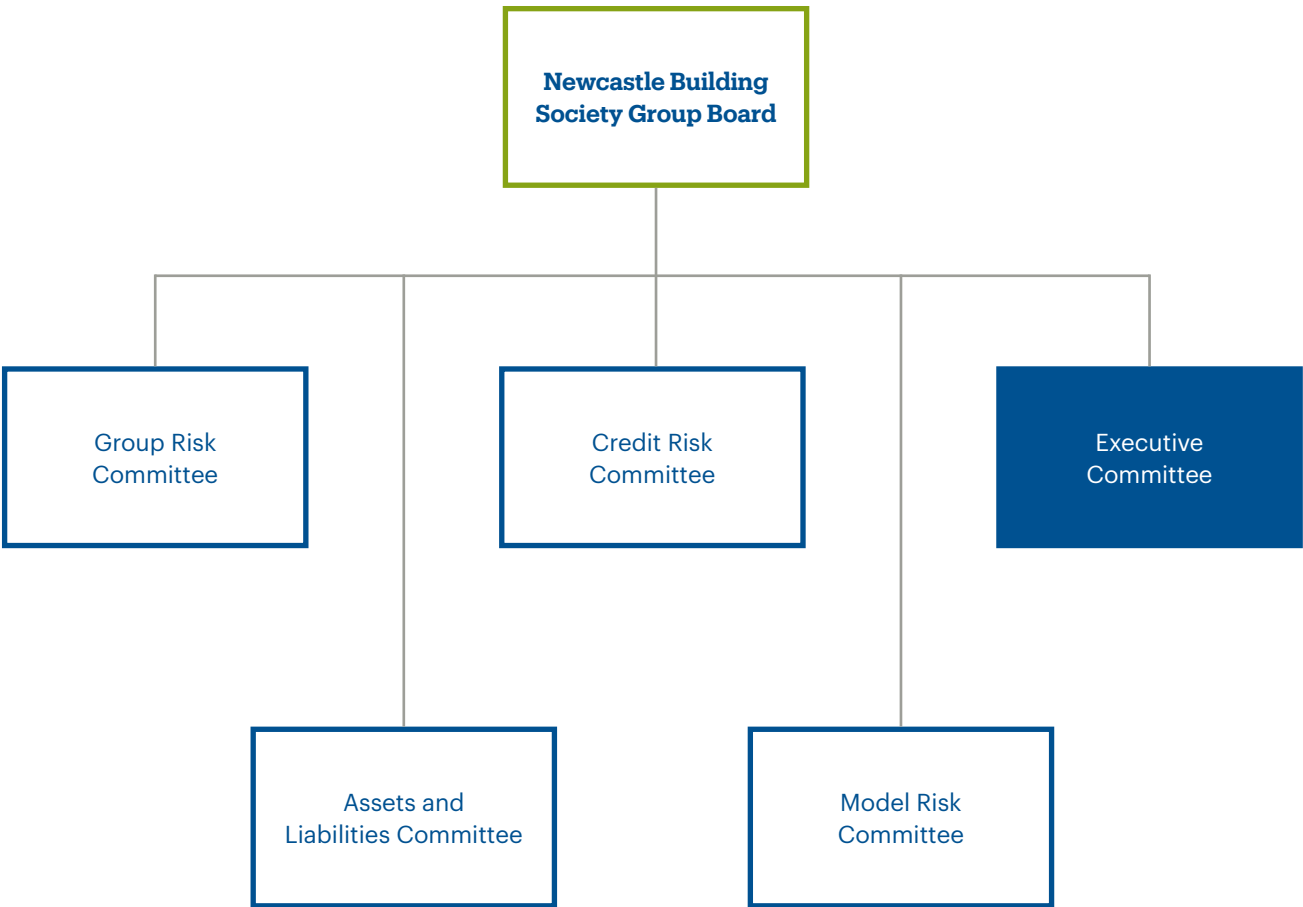 Newcastle Building
Society Group Board
Group Risk
Committee
Credit Risk
Committee
Executive
Committee
Assets and
Liabilities Committee
Model Risk
Committee